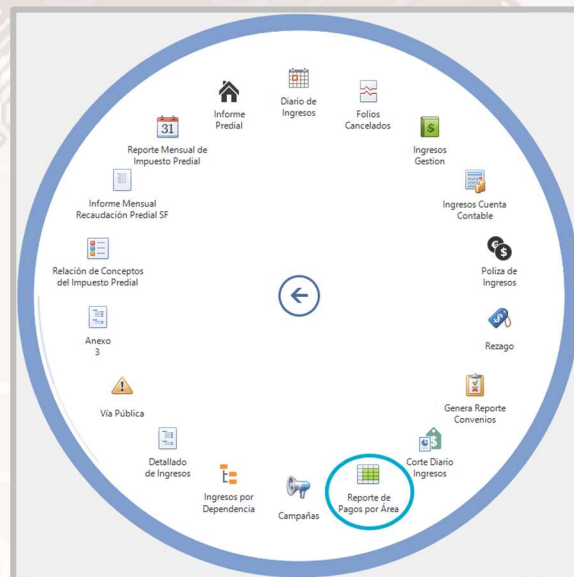 Diario de
Ingresos
Folios
Cancelados
Ingresos
Gestion
Ingresos Cuenta
Contable
Poliza de
Ingresos
Rezago
Genera Reporte
Convenios
Corte Diario
Ingresos
Reporte de
Pagos por Área
Campañas
Ingresos por
Dependencia
Detallado
de Ingresos
Vía Pública
Anexo
3
Relación de Conceptos
del Impuesto Predial
Informe Mensual
Recaudación Predial SF
31
Reporte Mensual de
Impuesto Predial
Informe
Predial